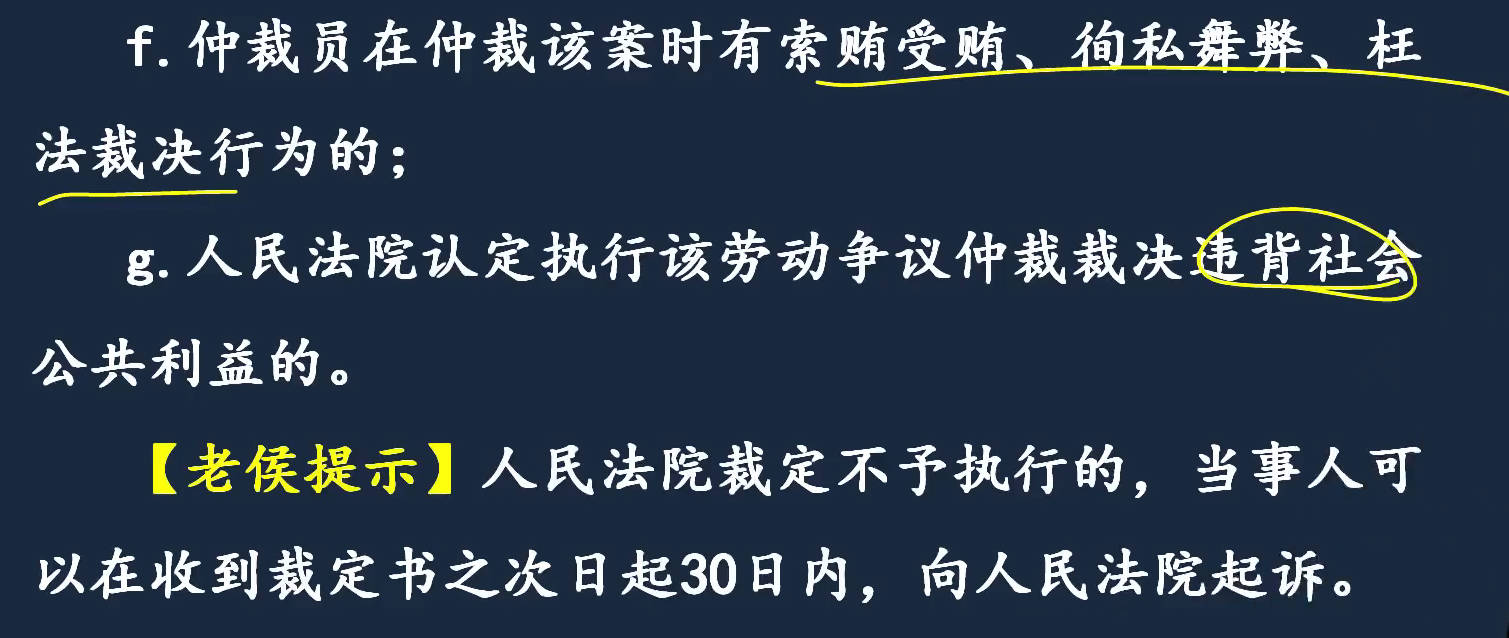 f. 仲裁员在仲裁该案时有索贿受贿、徇私舞弊、枉
法裁决行为的；
g. 人民法院认定执行该劳动争议仲裁裁决违背社会
公共利益的。
【老侯提示】人民法院裁定不予执行的，当事人可
以在收到裁定书之次日起30日内，向人民法院起诉。